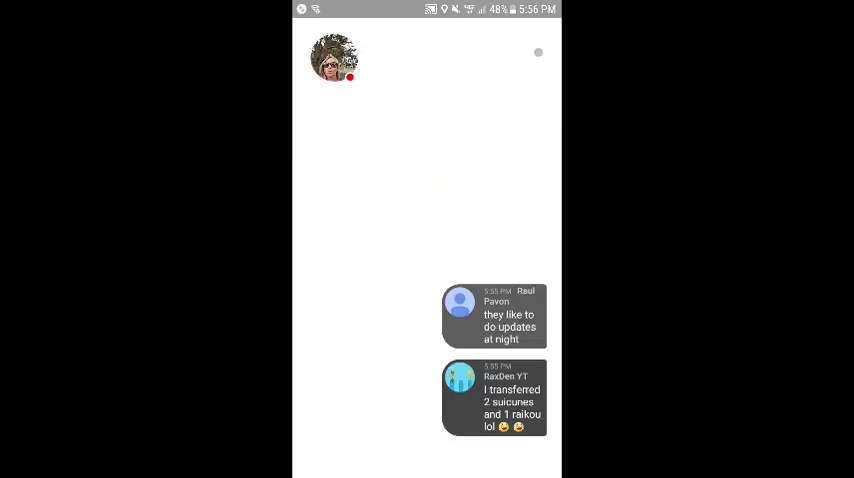 48% 5:56 PM
5:55 PM Raul
Pavon
they like to
do updates
at night
5:55 PM
RaxDen YT
I transferred
2 suicunes
and 1 raikou
lol 🤣 🤣